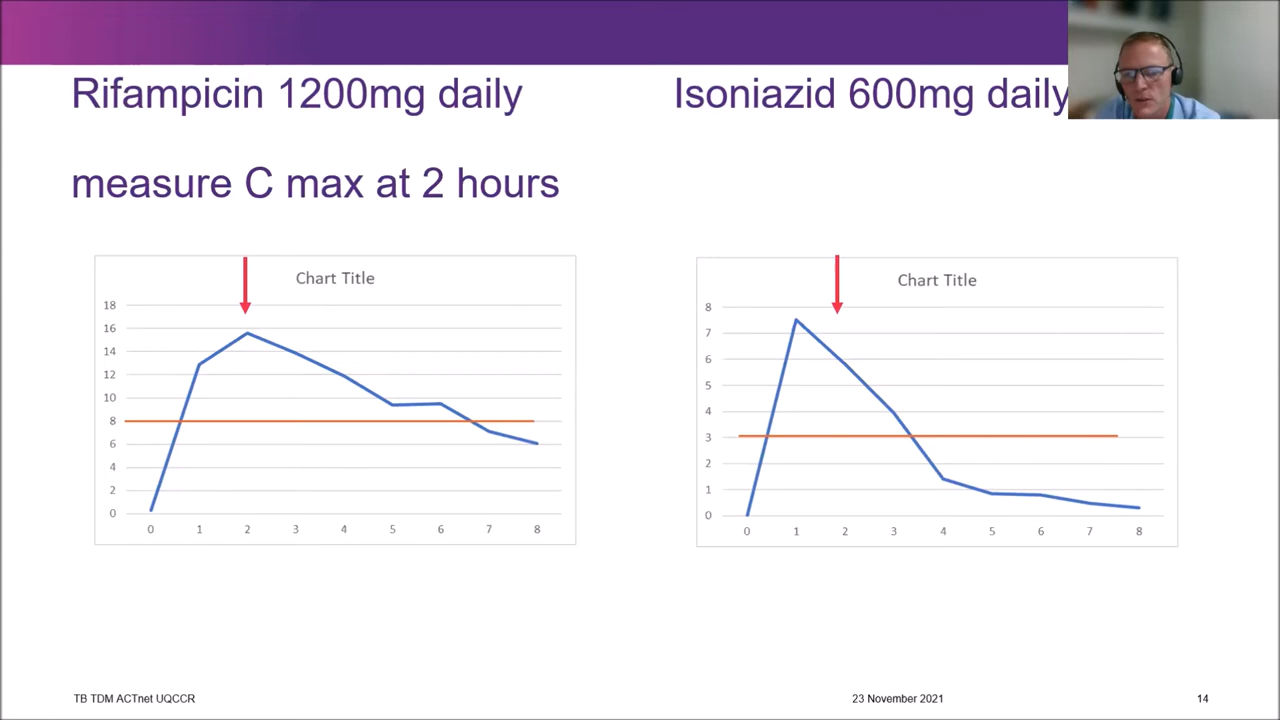 Rifampicin 1200mg daily
Isoniazid 600mg daily
measure C max at 2 hours
Chart Title
18
16
14
12
10
8
6
4
2
0
0 1 2 3 4 5 6 7 8
Chart Title
8
7
6
5
4
3
2
1
0
0 1 2 3 4 5 6 7 8
TB TDM ACTnet UQCCR
23 November 2021
14